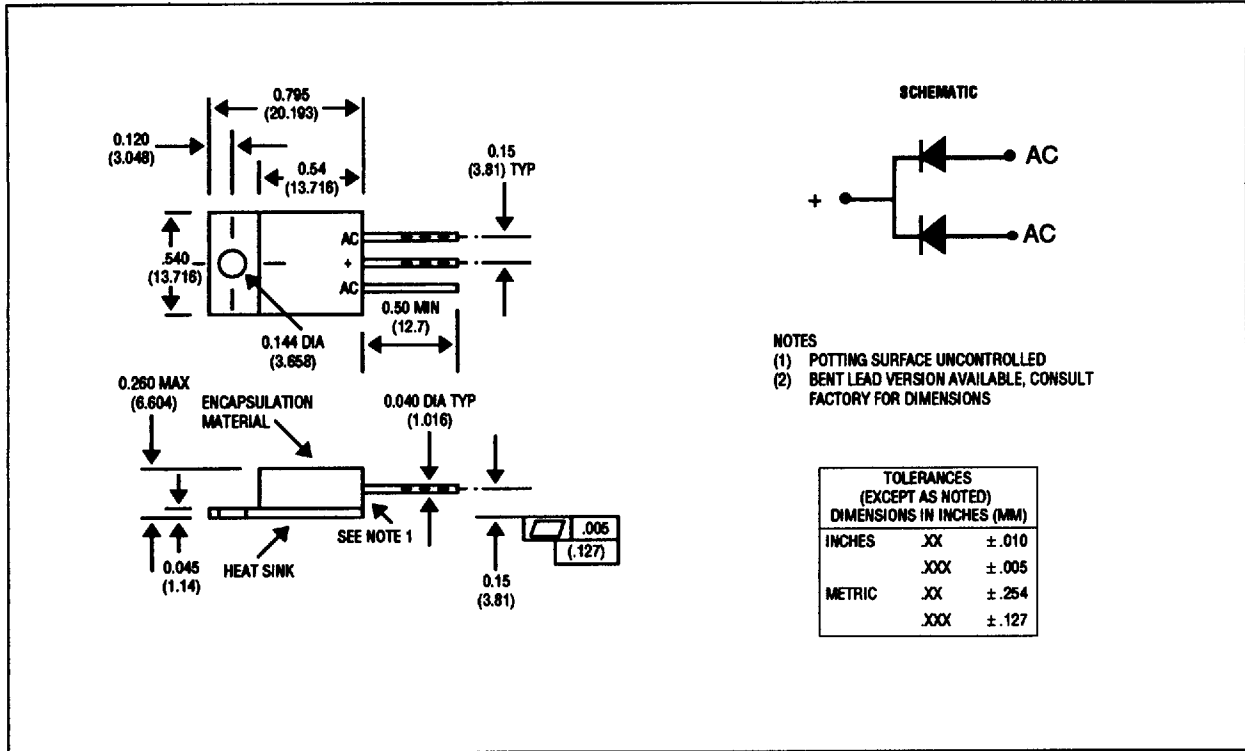 0.795
(20.193)
0.120
(3.048)
0.54
(13.716)
0.15
(3.81) TYP
.540
(13.716)
AC
+
AC
0.50 MIN
(12.7)
0.144 DIA
(3.658)
0.260 MAX
(6.604)
ENCAPSULATION
MATERIAL
0.040 DIA TYP
(1.016)
SEE NOTE 1
HEAT SINK
0.045
(1.14)
0.15
(3.81)
.005
(.127)
SCHEMATIC
AC
+
AC
NOTES
(1) POTTING SURFACE UNCONTROLLED
(2) BENT LEAD VERSION AVAILABLE, CONSULT
FACTORY FOR DIMENSIONS
TOLERANCES
(EXCEPT AS NOTED)
DIMENSIONS IN INCHES (MM)
INCHES .XX ±.010
.XXX ±.005
METRIC .XX ±.254
.XXX ±.127